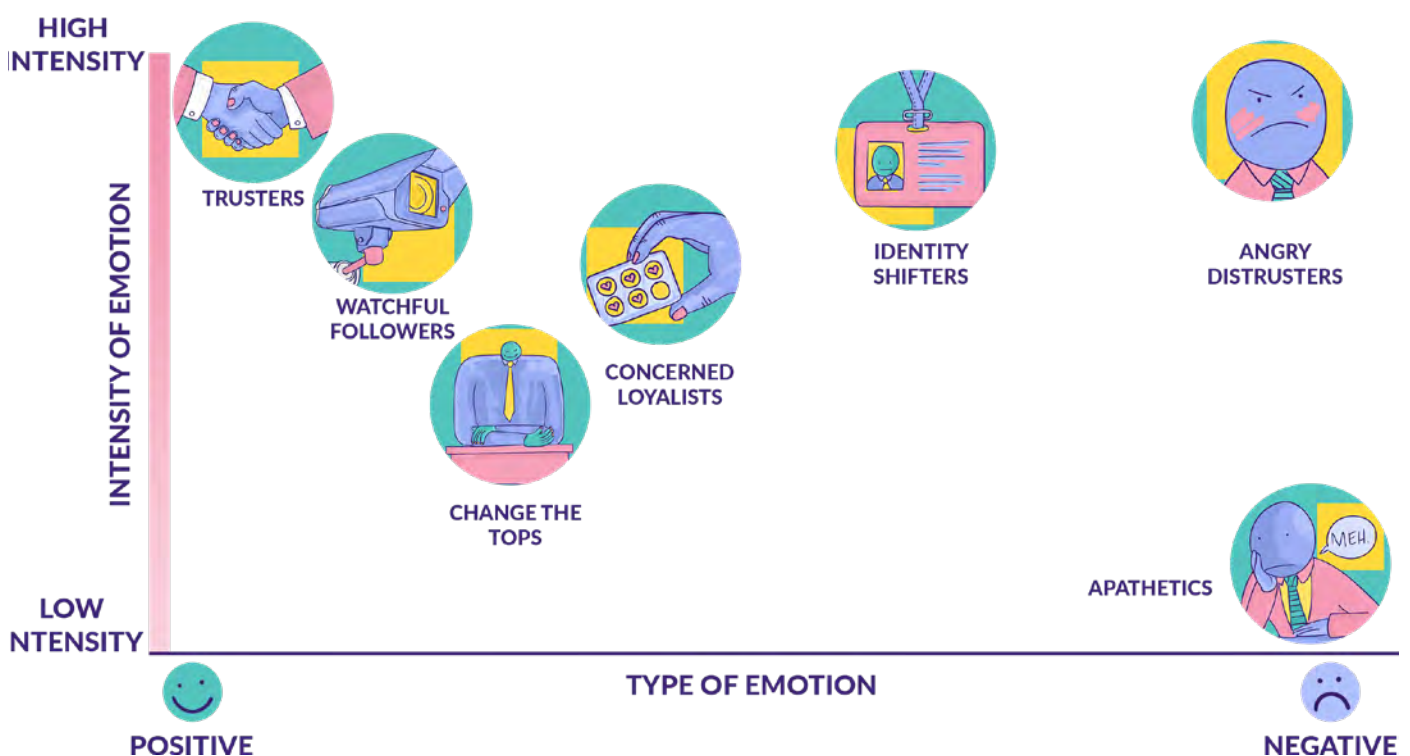 HIGH
INTENSITY
INTENSITY OF EMOTION
TRUSTERS
WATCHFUL
FOLLOWERS
CHANGE THE
TOPS
CONCERNED
LOYALISTS
IDENTITY
SHIFTERS
ANGRY
DISTRUSTERS
MEH.
APATHETICS
LOW
NTENSITY
TYPE OF EMOTION
POSITIVE
NEGATIVE